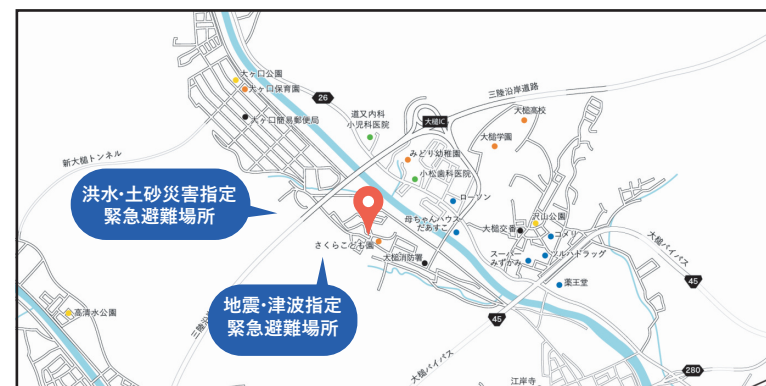 大ヶ口公園
大ヶ口保育園
26
三陸沿岸道路
道又内科
小児科医院
大槌IC
大槌高校
大ヶ口簡易郵便局
大槌学園
みどり幼稚園
新大槌トンネル
小松歯科医院
洪水・土砂災害指定
緊急避難場所
ローソン
沢山公園
母ちゃんハウス
だぁすこ
大槌交番
コメリ
さくらこども園
大槌バイパス
スーパー
みずかみ
ツルハドラッグ
大槌消防署
45
薬王堂
地震・津波指定
緊急避難場所
高清水公園
45
三陸沿岸
大槌バイパス
280
江岸寺